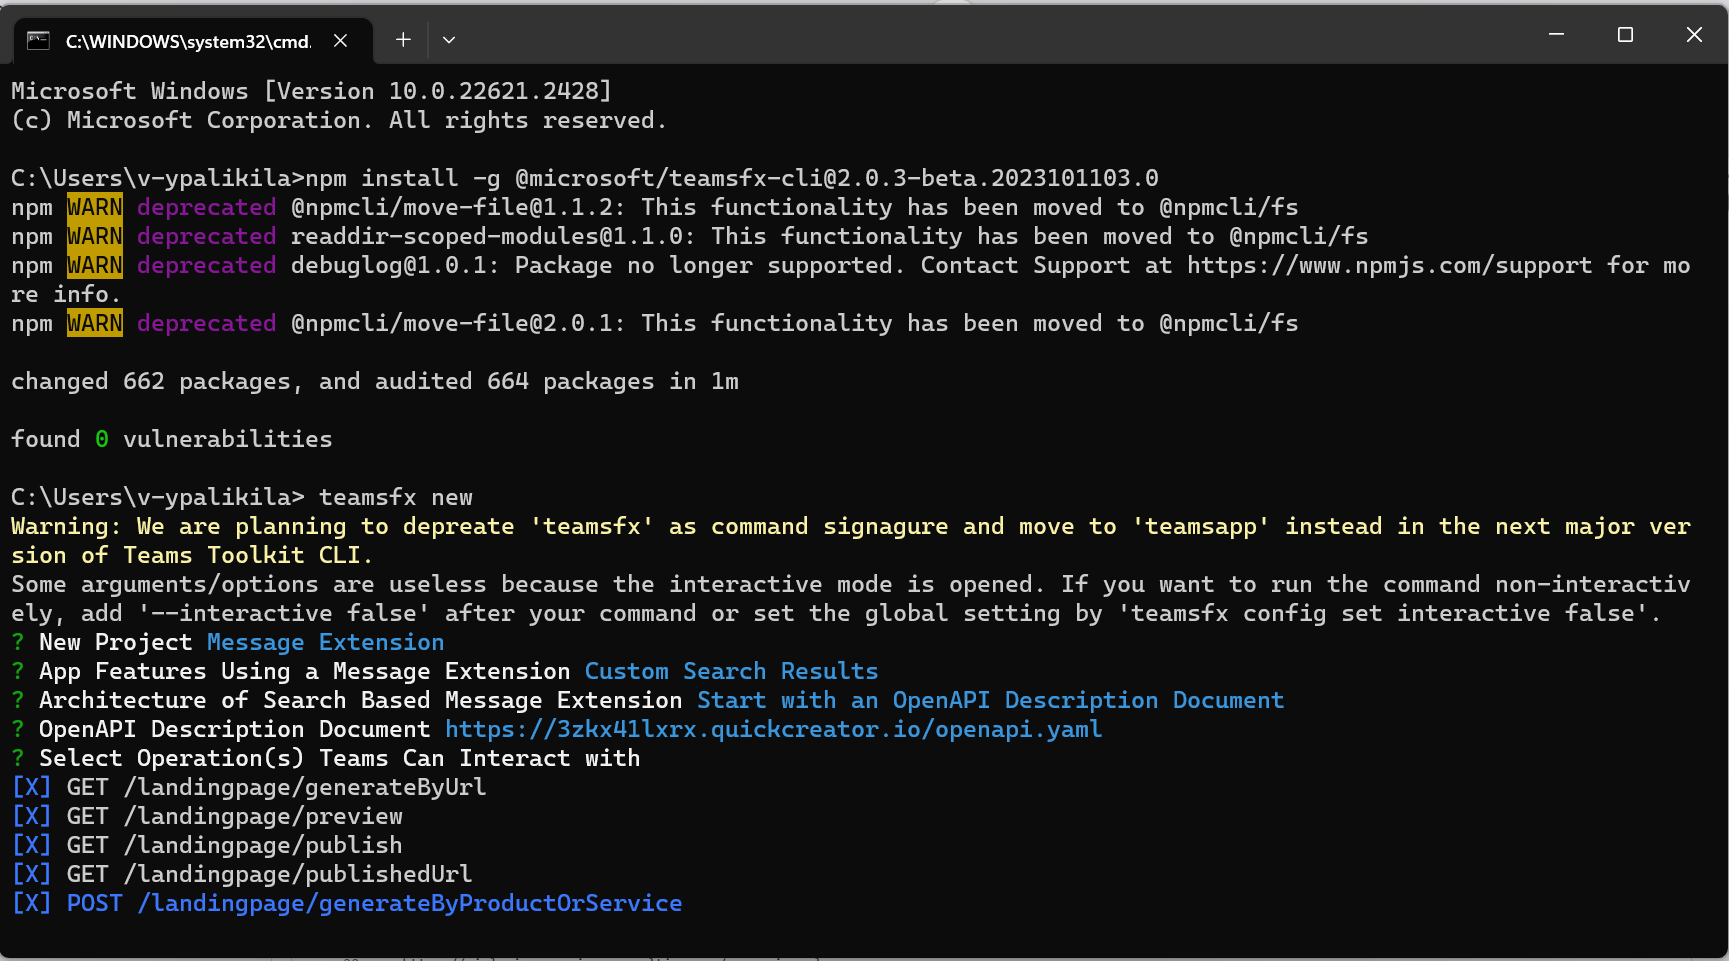 C:\WINDOWS\system32\cmd.
Microsoft Windows [Version 10.0.22621.2428]
(c) Microsoft Corporation. All rights reserved.
C:\Users\v-ypalikila>npm install -g @microsoft/teamsfx-cli@2.0.3-beta.2023101103.0
npm WARN deprecated @npmcli/move-file@1.1.2: This functionality has been moved to @npmcli/fs
npm WARN deprecated readdir-scoped-modules@1.1.0: This functionality has been moved to @npmcli/fs
npm WARN deprecated debuglog@1.0.1: Package no longer supported. Contact Support at https://www.npmjs.com/support for mo
re info.
npm WARN deprecated @npmcli/move-file@2.0.1: This functionality has been moved to @npmcli/fs
changed 662 packages, and audited 664 packages in 1m
found 0 vulnerabilities
C:\Users\v-ypalikila> teamsfx new
Warning: We are planning to depreate 'teamsfx' as command signagure and move to 'teamsapp' instead in the next major ver
sion of Teams Toolkit CLI.
Some arguments/options are useless because the interactive mode is opened. If you want to run the command non-interactiv
ely, add '--interactive false' after your command or set the global setting by 'teamsfx config set interactive false'.
? New Project Message Extension
? App Features Using a Message Extension Custom Search Results
? Architecture of Search Based Message Extension Start with an OpenAPI Description Document
? OpenAPI Description Document https://3zkx41lxrx.quickcreator.io/openapi.yaml
? Select Operation(s) Teams Can Interact with
[X] GET /landingpage/generateByUrl
[X] GET /landingpage/preview
[X] GET /landingpage/publish
[X] GET /landingpage/publishedUrl
[X] POST /landingpage/generateByProductOrService